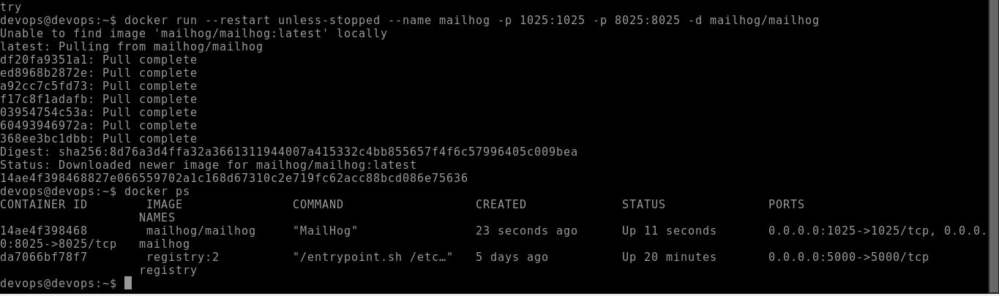 try
devops@devops:~$ docker run --restart unless-stopped --name mailhog -p 1025:1025 -p 8025:8025 -d mailhog/mailhog
Unable to find image 'mailhog/mailhog:latest' locally
latest: Pulling from mailhog/mailhog
df20fa9351a1: Pull complete
ed8968b2872e: Pull complete
a92cc7c5fd73: Pull complete
f17c8f1adafb: Pull complete
03954754c53a: Pull complete
60493946972a: Pull complete
368ee3bc1dbb: Pull complete
Digest: sha256:8d76a3d4ffa32a3661311944007a415332c4bb855657f4f6c57996405c009bea
Status: Downloaded newer image for mailhog/mailhog:latest
14ae4f398468827e066559702a1c168d67310c2e719fc62acc88bcd086e75636
devops@devops:~$ docker ps
CONTAINER ID        IMAGE               COMMAND                  CREATED             STATUS              PORTS
                   NAMES
14ae4f398468        mailhog/mailhog     "MailHog"                23 seconds ago      Up 11 seconds       0.0.0.0:1025->1025/tcp, 0.0.0.
0:8025->8025/tcp   mailhog
da7066bf78f7        registry:2          "/entrypoint.sh /etc…"   5 days ago          Up 20 minutes       0.0.0.0:5000->5000/tcp
                   registry
devops@devops:~$